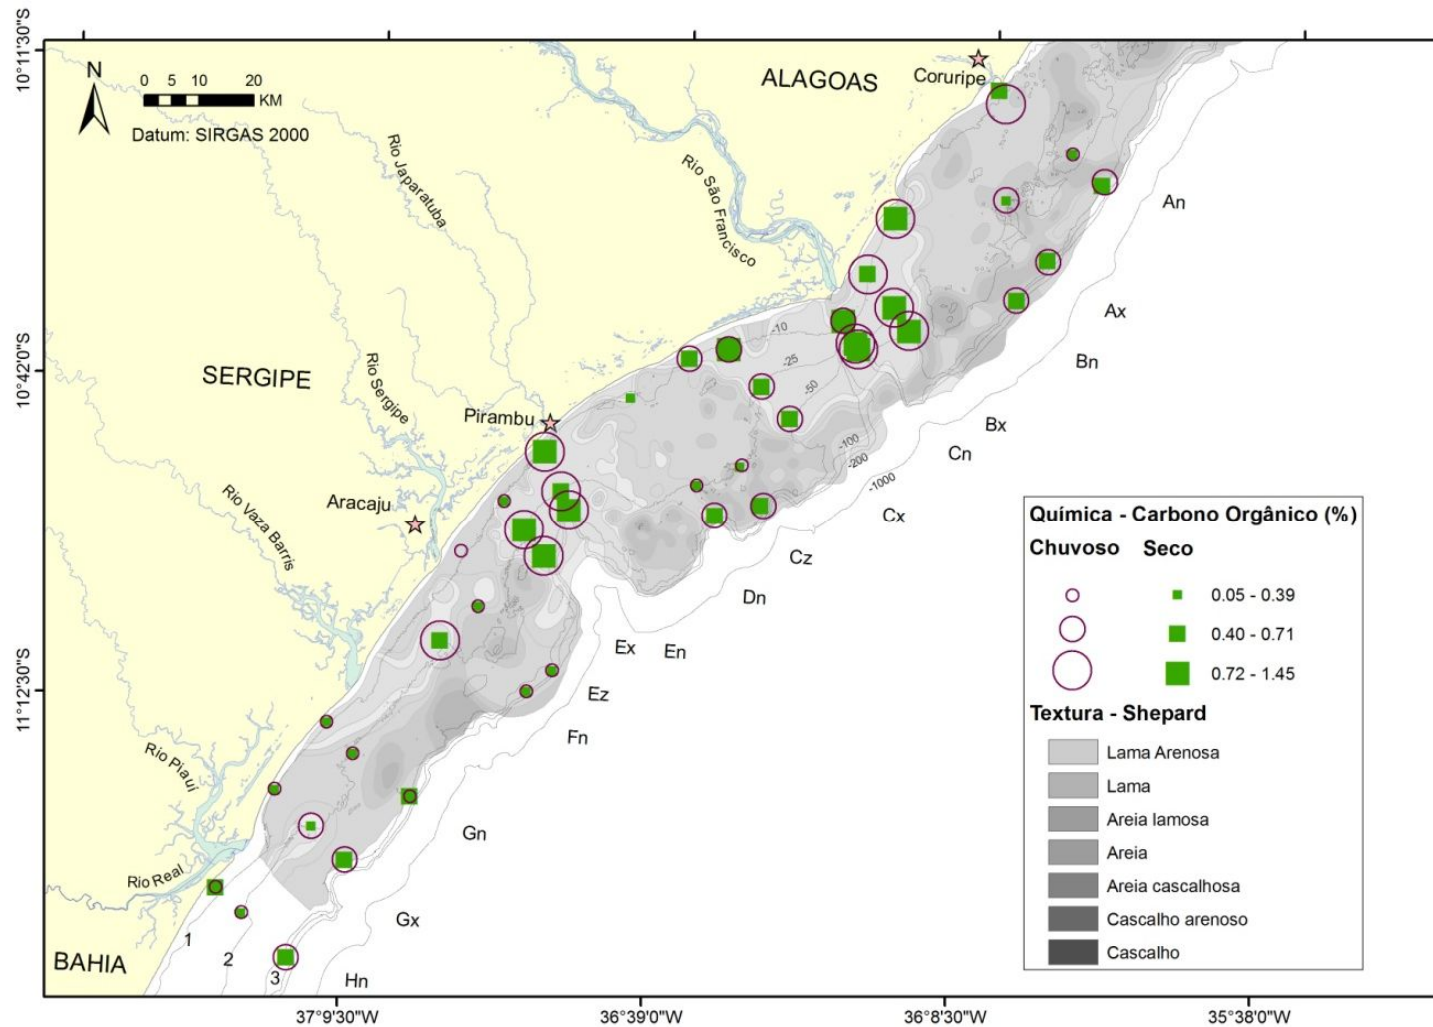 10°11'30"S
10°42'0"S
11°12'30"S
N
0 5 10 20
KM
Datum: SIRGAS 2000
ALAGOAS
Coruripe
Rio Japaratuba
Rio São Francisco
An
Ax
Bn
Bx
Cn
Cx
Cz
Dn
En
Ex
Ez
Fn
Gn
Gx
Hn
-10
-25
-50
-100
-200
-1000
SERGIPE
Rio Sergipe
Pirambu
Aracaju
Rio Vaza Barris
Rio Piauí
Rio Real
BAHIA
1
2
3
Química - Carbono Orgânico (%)
Chuvoso Seco
0.05 - 0.39
0.40 - 0.71
0.72 - 1.45
Textura - Shepard
Lama Arenosa
Lama
Areia lamosa
Areia
Areia cascalhosa
Cascalho arenoso
Cascalho
37°9'30"S
36°39'0"S
36°8'30"S
35°38'0"S